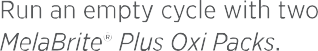 Run an empty cycle with two
MelaBrite® Plus Oxi Packs.